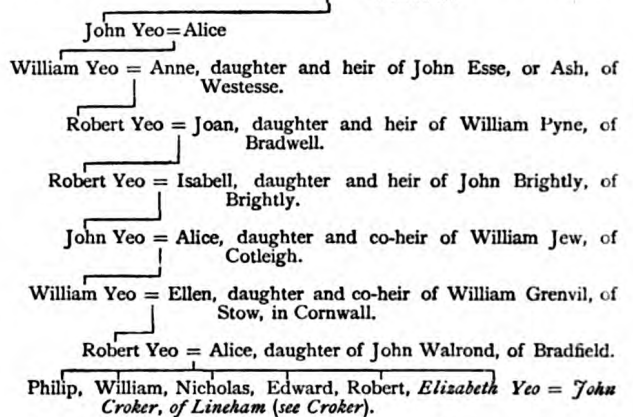 John Yeo=Alice
William Yeo = Anne, daughter and heir of John Esse, or Ash, of
Westesse.
Robert Yeo = Joan, daughter and heir of William Pyne, of
Bradwell.
Robert Yeo = Isabell, daughter and heir of John Brightly, of
Brightly.
John Yeo = Alice, daughter and co-heir of William Jew, of
Cotleigh.
William Yeo = Ellen, daughter and co-heir of William Grenvil, of
Stow, in Cornwall.
Robert Yeo = Alice, daughter of John Walrond, of Bradfield.
Philip, William, Nicholas, Edward, Robert, Elizabeth Yeo = John
Croker, of Lineham (see Croker).